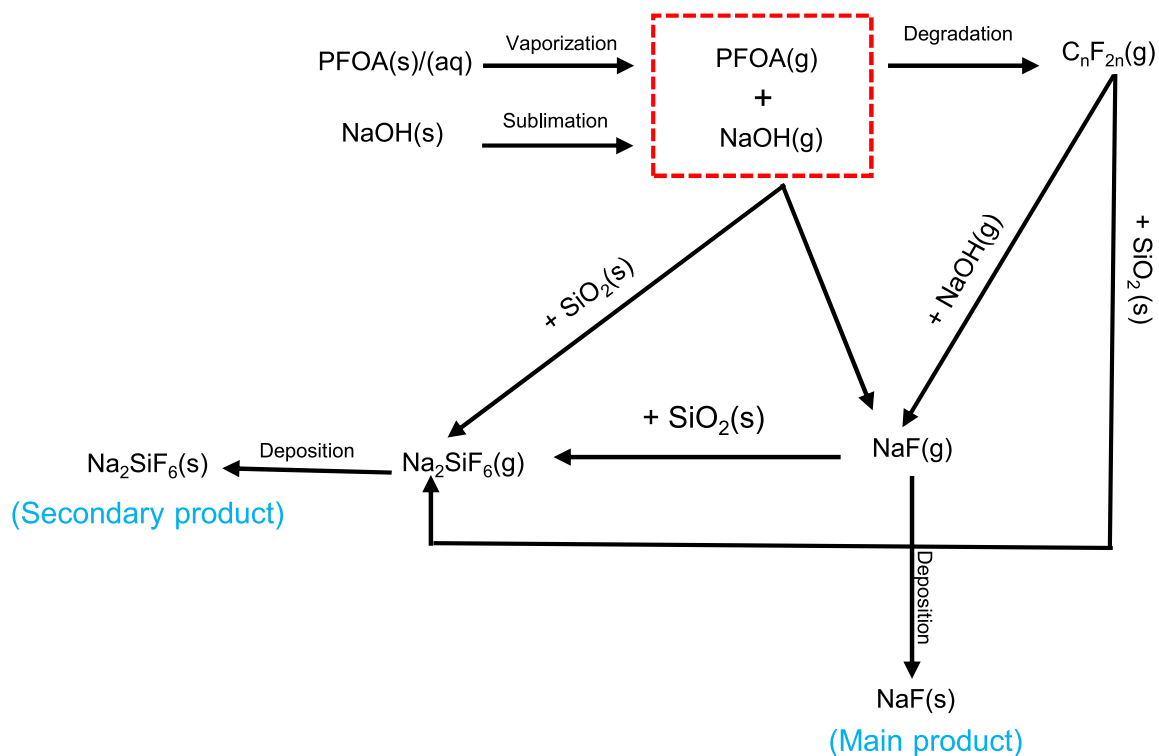 PFOA(s)/(aq)
Vaporization
PFOA(g)
Degradation
CₙF₂ₙ(g)
+
NaOH(s)
Sublimation
NaOH(g)
+ SiO₂(s)
+ NaOH(g)
+ SiO₂(s)
+ SiO₂(s)
NaF(g)
Na₂SiF₆(s)
Deposition
Na₂SiF₆(g)
(Secondary product)
Deposition
NaF(s)
(Main product)